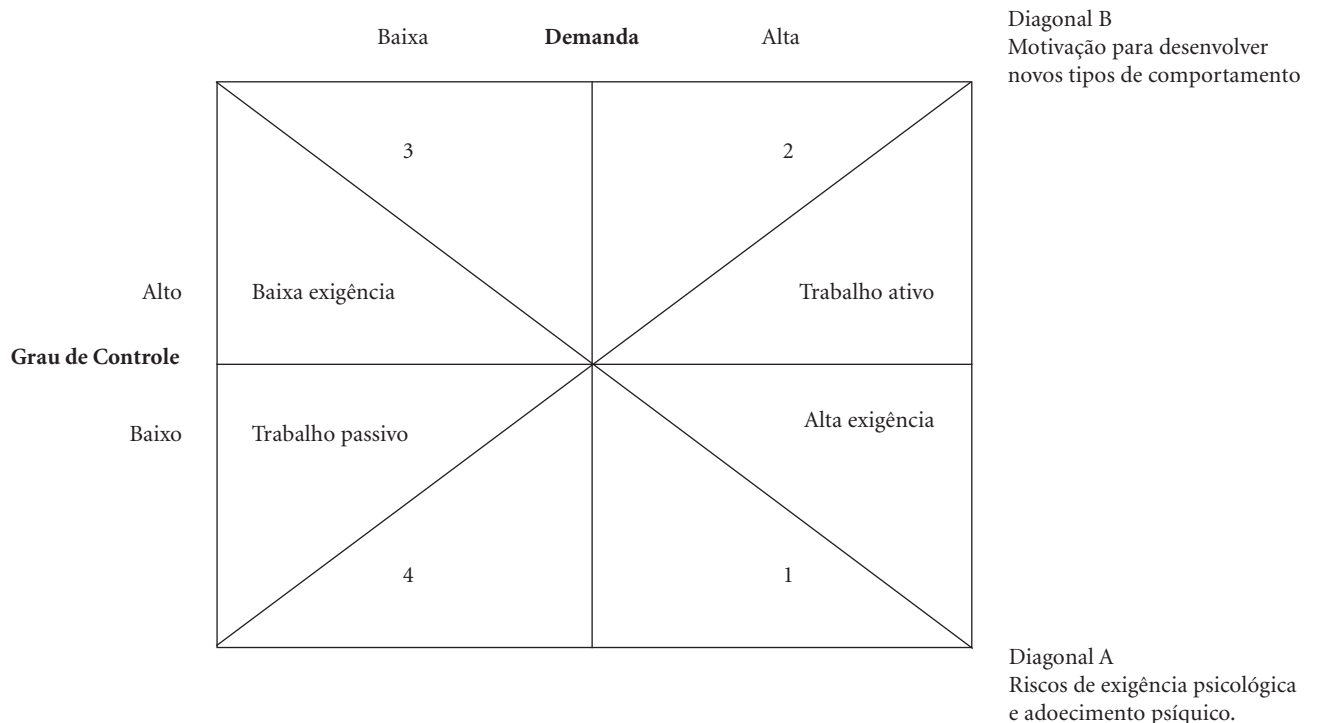 Baixa Demanda Alta
Diagonal B
Motivação para desenvolver
novos tipos de comportamento
3 2
Alto Baixa exigência Trabalho ativo
Grau de Controle
Baixo Trabalho passivo Alta exigência
4 1
Diagonal A
Riscos de exigência psicológica
e adoecimento psíquico.